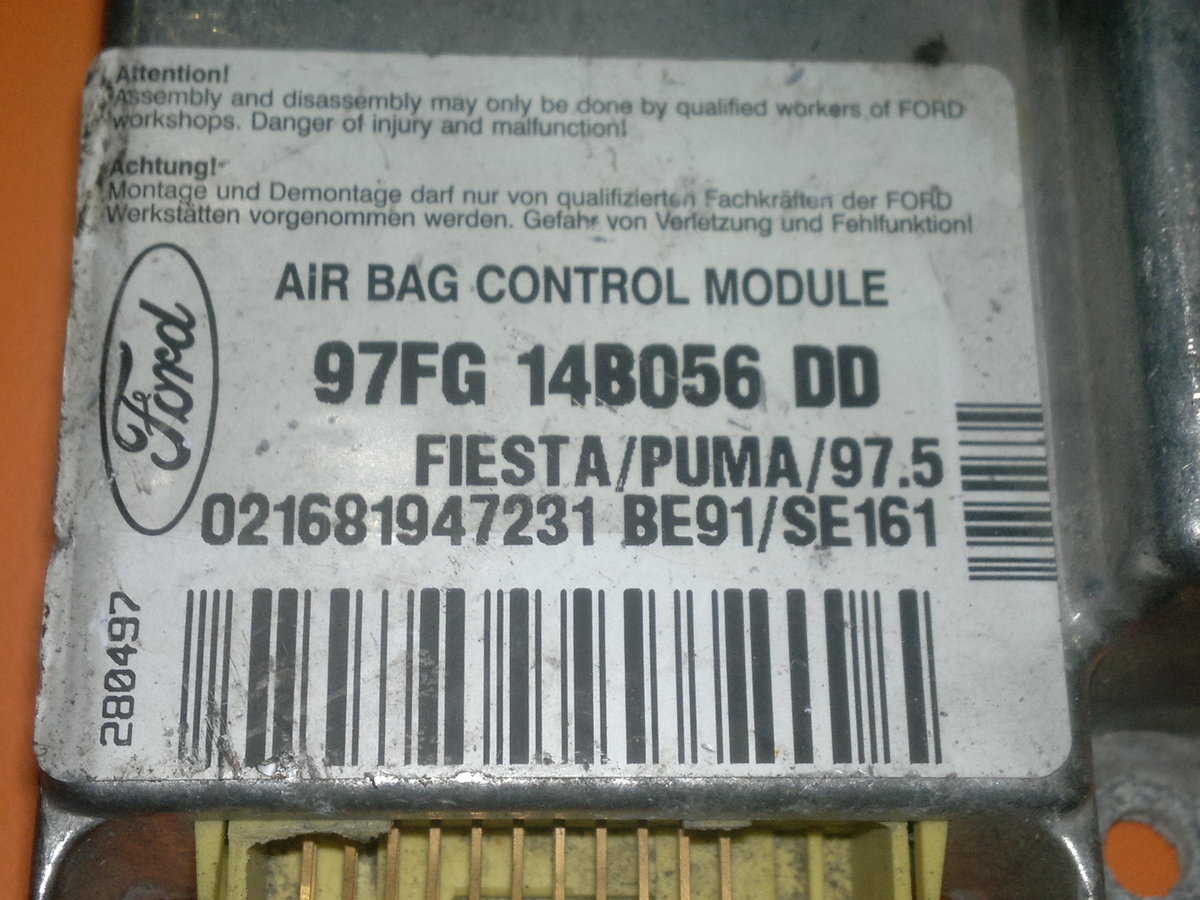 Attention!
Assembly and disassembly may only be done by qualified workers of FORD
workshops. Danger of injury and malfunction!
Achtung!
Montage und Demontage darf nur von qualifizierten Fachkräften der FORD
Werkstätten vorgenommen werden. Gefahr von Verletzung und Fehlfunktion!
Ford
AiR BAG CONTROL MODULE
97FG 14B056 DD
FIESTA/PUMA/97.5
021681947231 BE91/SE161
280497